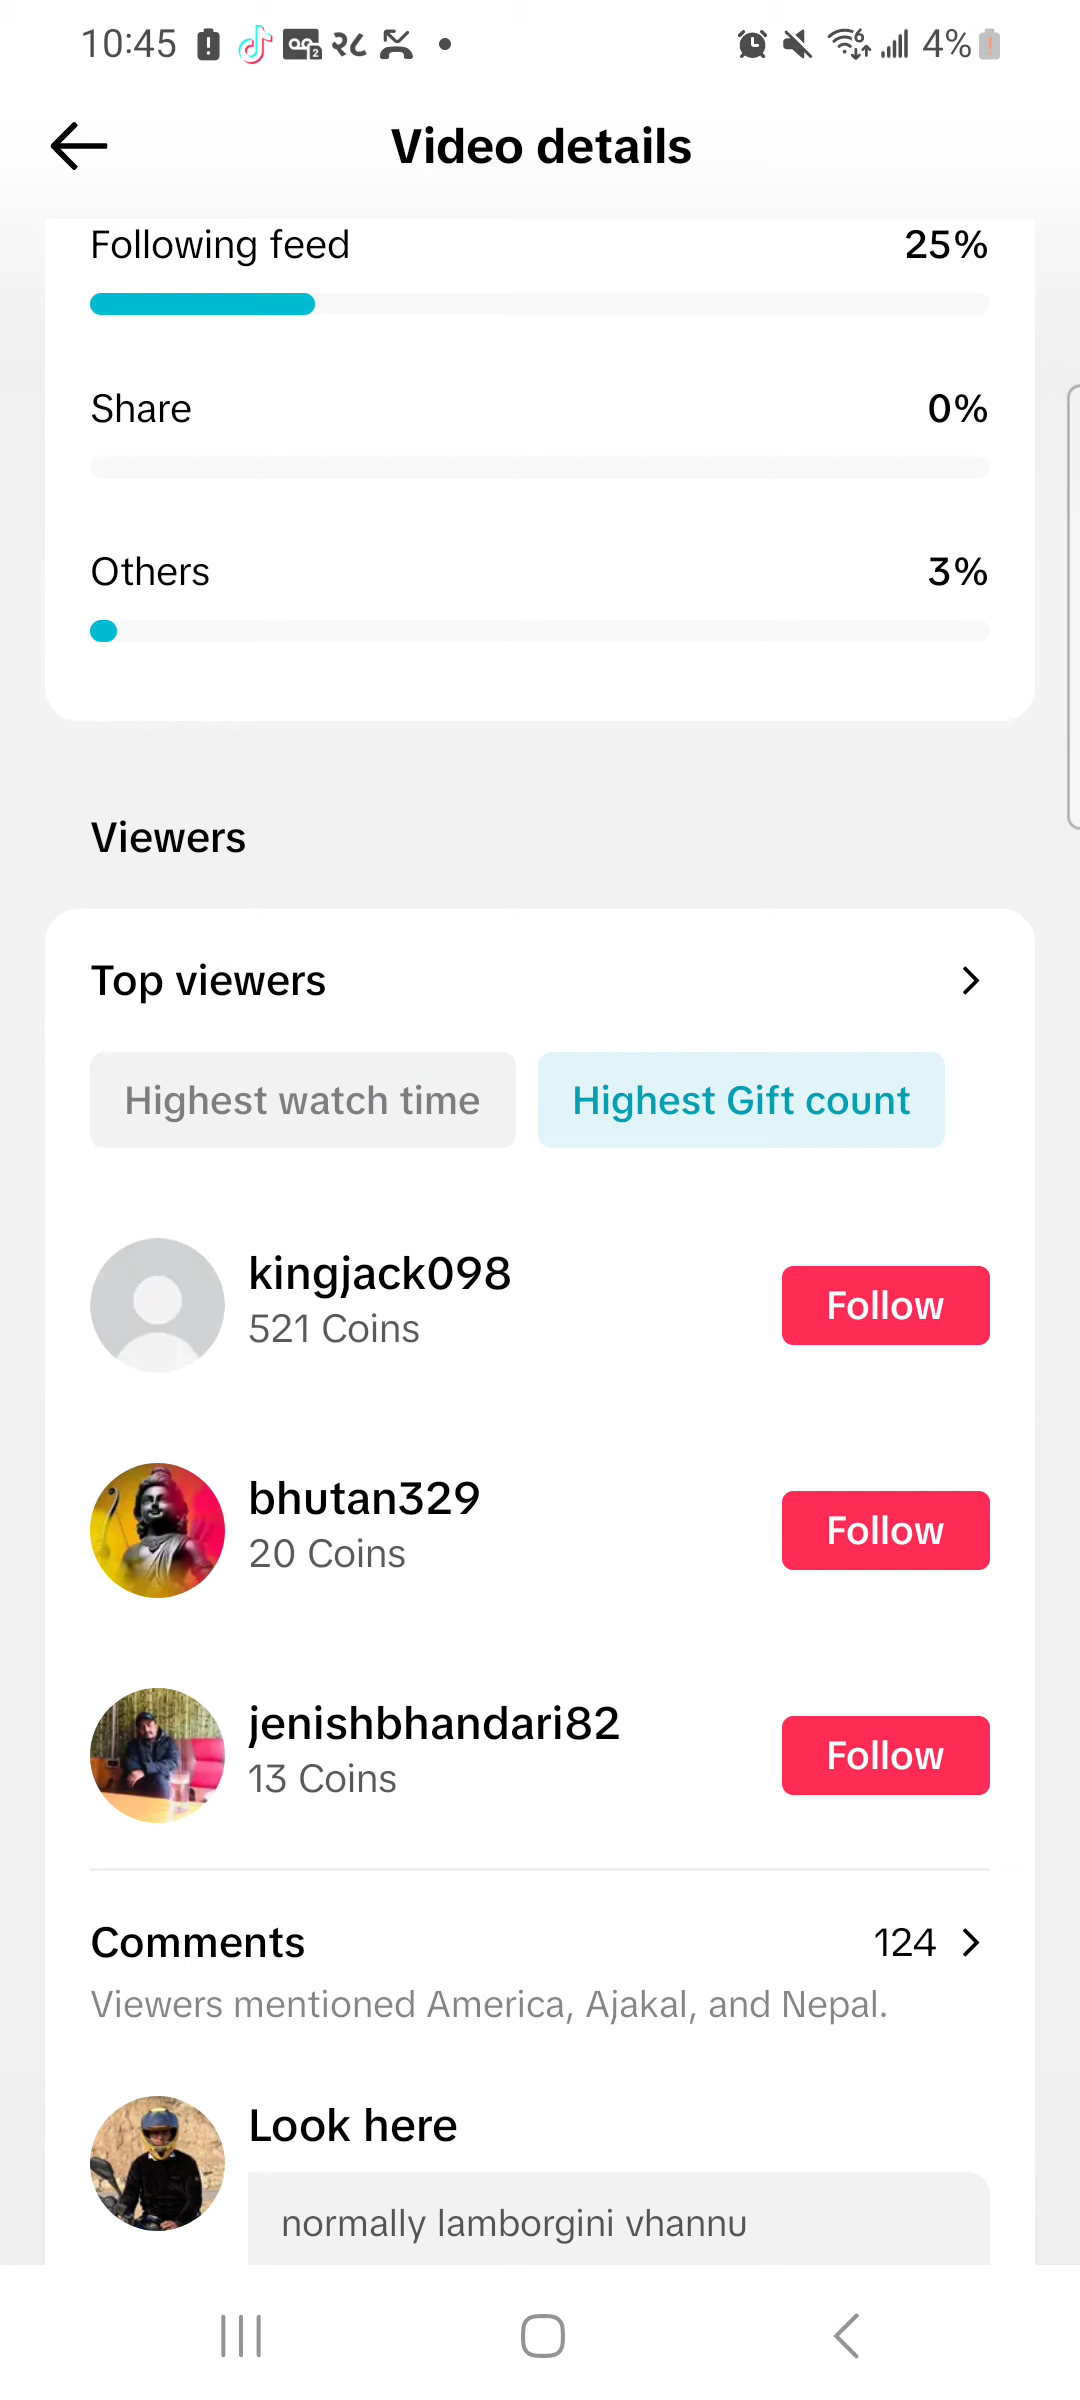 10:45 २८ 4%
Video details
Following feed 25%
Share 0%
Others 3%
Viewers
Top viewers
Highest watch time Highest Gift count
kingjack098
521 Coins
Follow
bhutan329
20 Coins
Follow
jenishbhandari82
13 Coins
Follow
Comments 124
Viewers mentioned America, Ajakal, and Nepal.
Look here
normally lamborgini vhannu